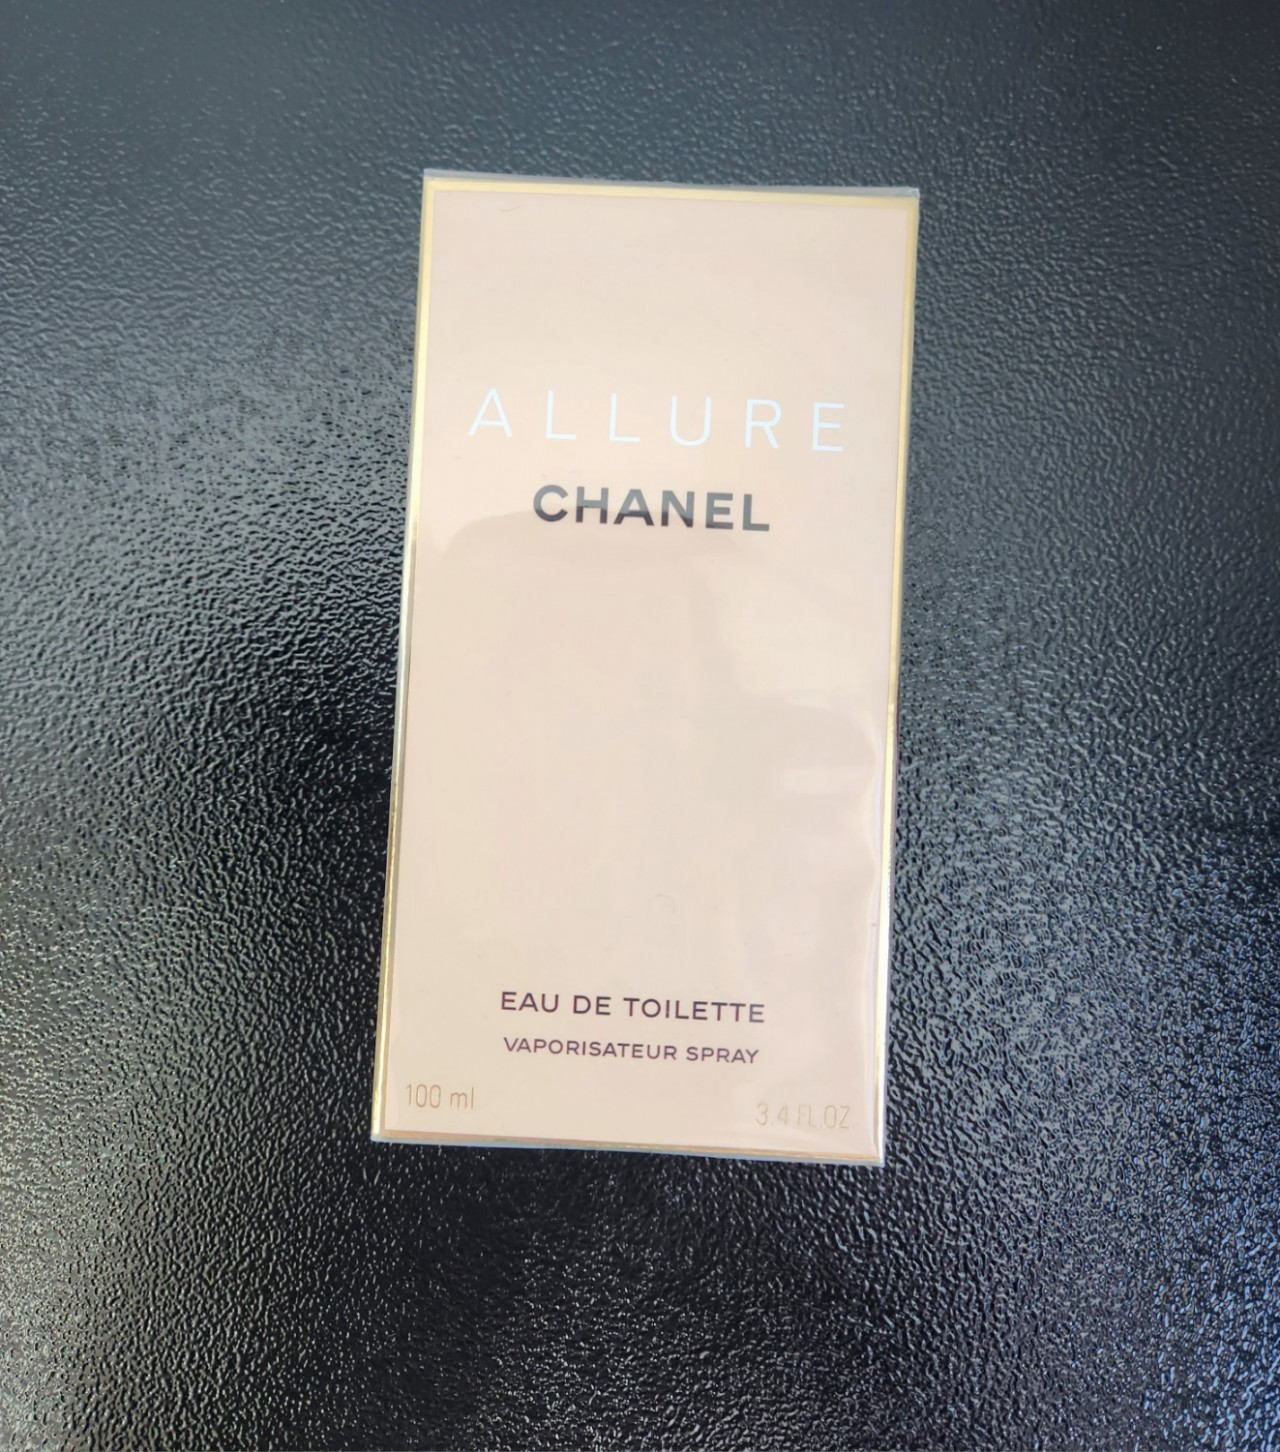 ALLURE
CHANEL
EAU DE TOILETTE
VAPORISATEUR SPRAY
100 ml
3.4 FL.OZ.